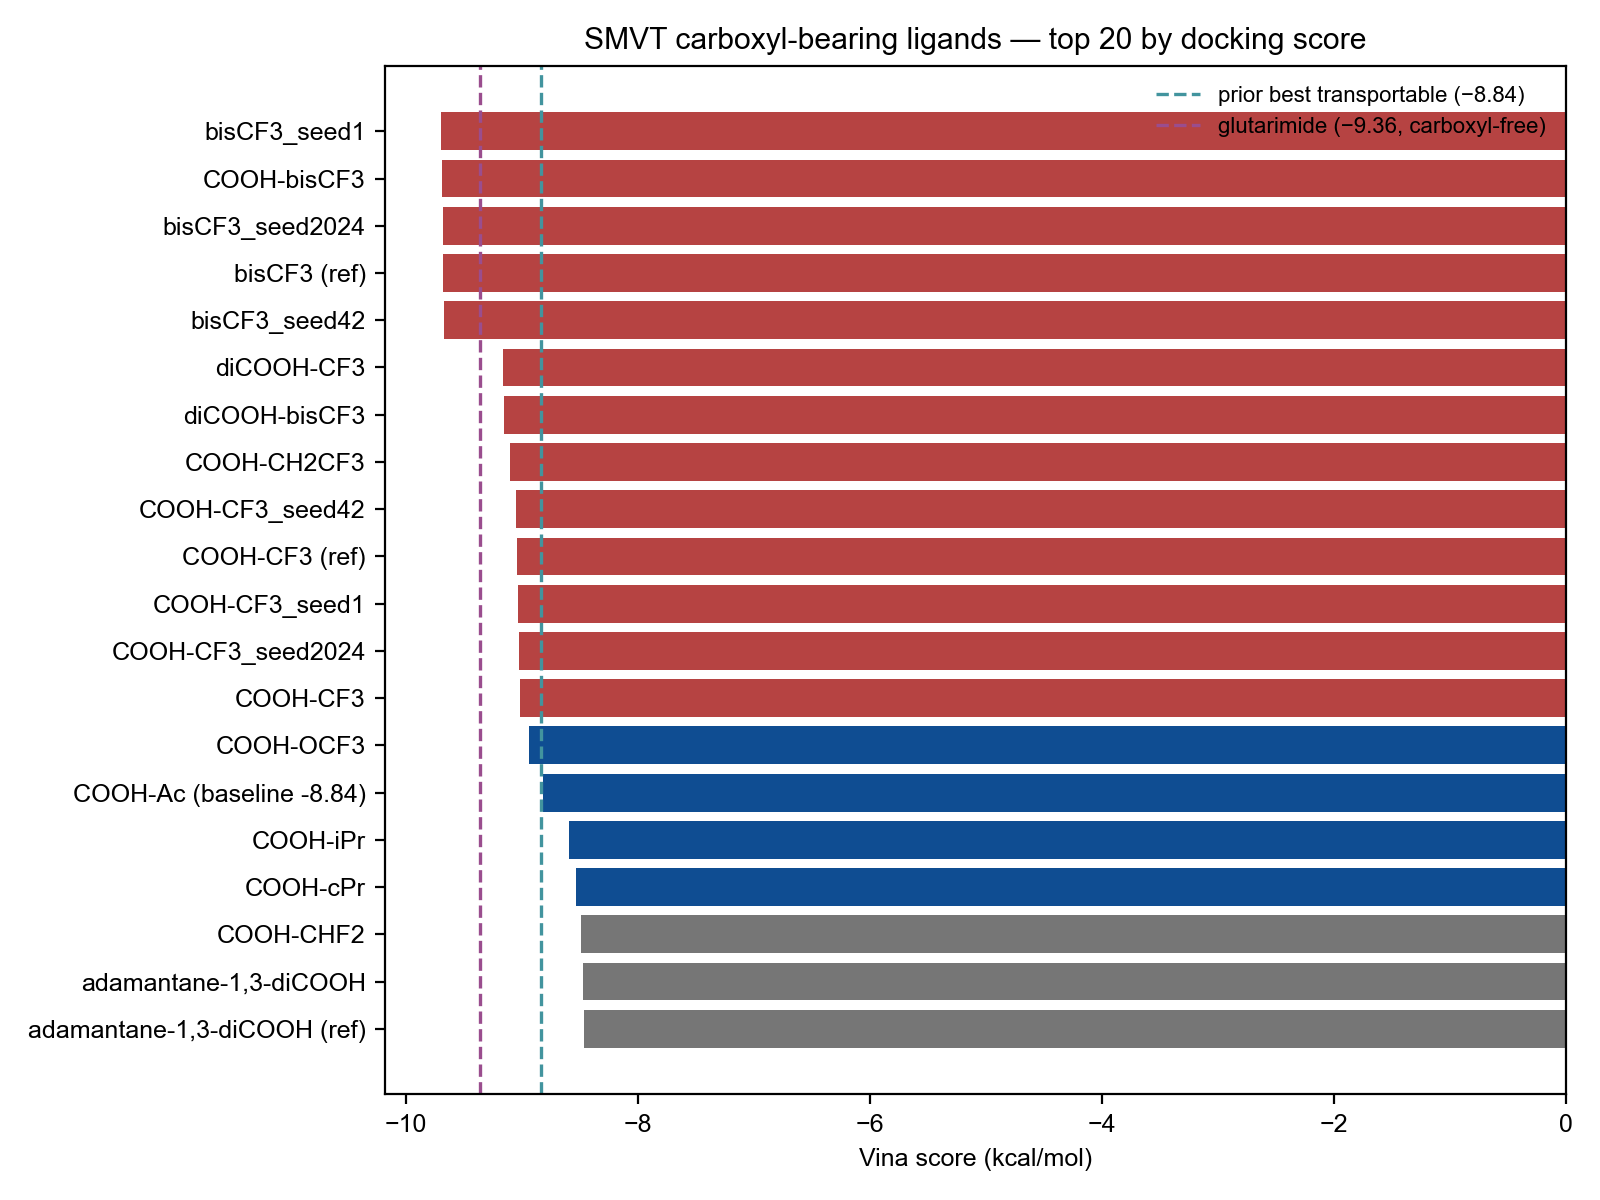 SMVT carboxyl-bearing ligands — top 20 by docking score
prior best transportable (−8.84)
glutarimide (−9.36, carboxyl-free)
bisCF3_seed1
COOH-bisCF3
bisCF3_seed2024
bisCF3 (ref)
bisCF3_seed42
diCOOH-CF3
diCOOH-bisCF3
COOH-CH2CF3
COOH-CF3_seed42
COOH-CF3 (ref)
COOH-CF3_seed1
COOH-CF3_seed2024
COOH-CF3
COOH-OCF3
COOH-Ac (baseline -8.84)
COOH-iPr
COOH-cPr
COOH-CHF2
adamantane-1,3-diCOOH
adamantane-1,3-diCOOH (ref)
−10 −8 −6 −4 −2 0
Vina score (kcal/mol)